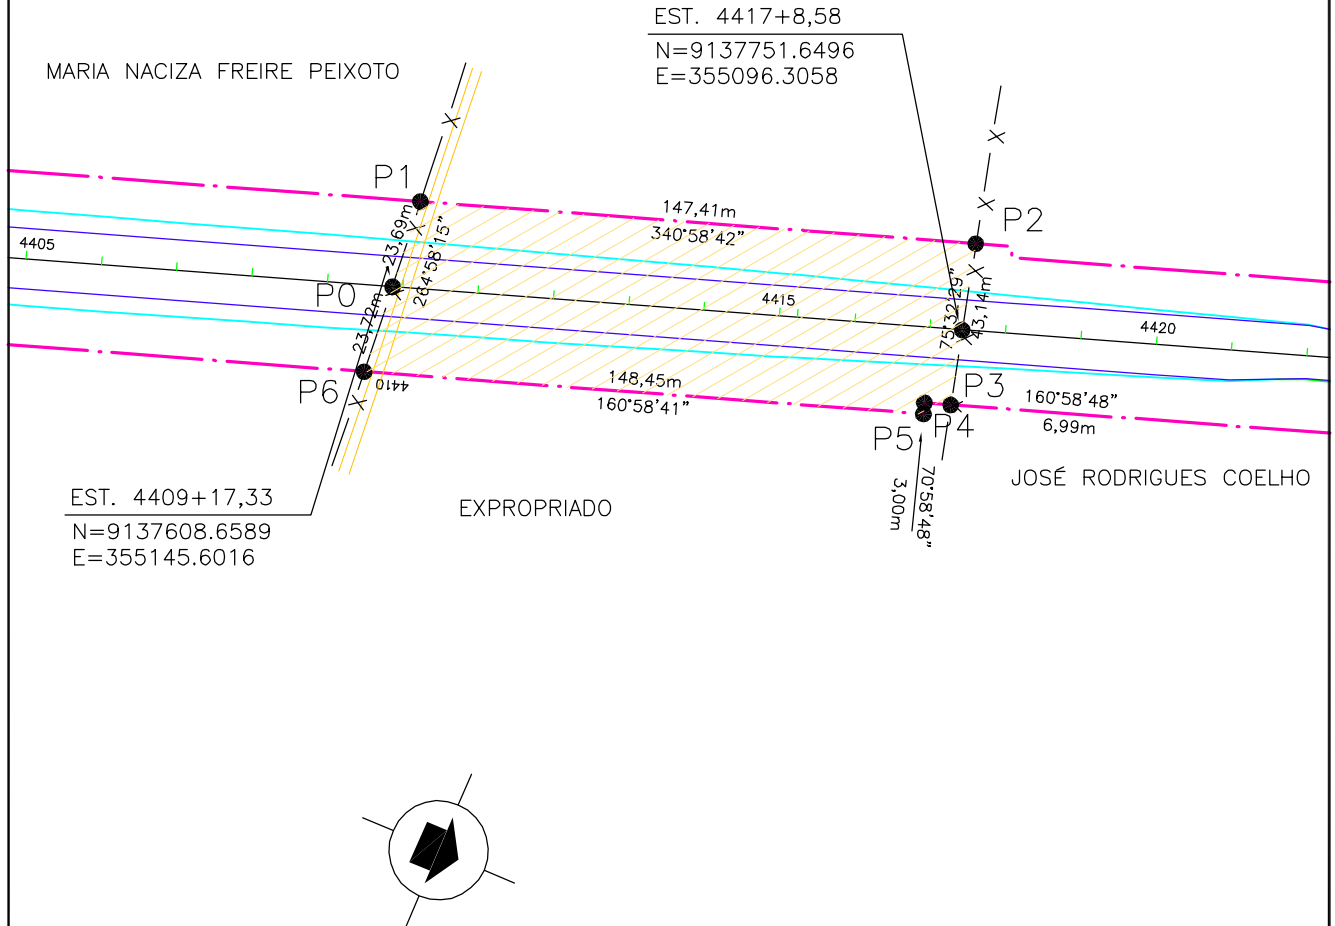 EST. 4417+8,58
N=9137751.6496
E=355096.3058
MARIA NACIZA FREIRE PEIXOTO
X
X
P1
147,41m
340°58'42"
X
P2
4405
23,69m
X
264°58'15"
X
P0
X
4415
75°32'29"
43,14m
X
4420
23,72m
P6
4410
X
148,45m
160°58'41"
P3
X
160°58'48"
6,99m
P5
P4
70°58'48"
3,00m
JOSÉ RODRIGUES COELHO
EST. 4409+17,33
N=9137608.6589
E=355145.6016
EXPROPRIADO